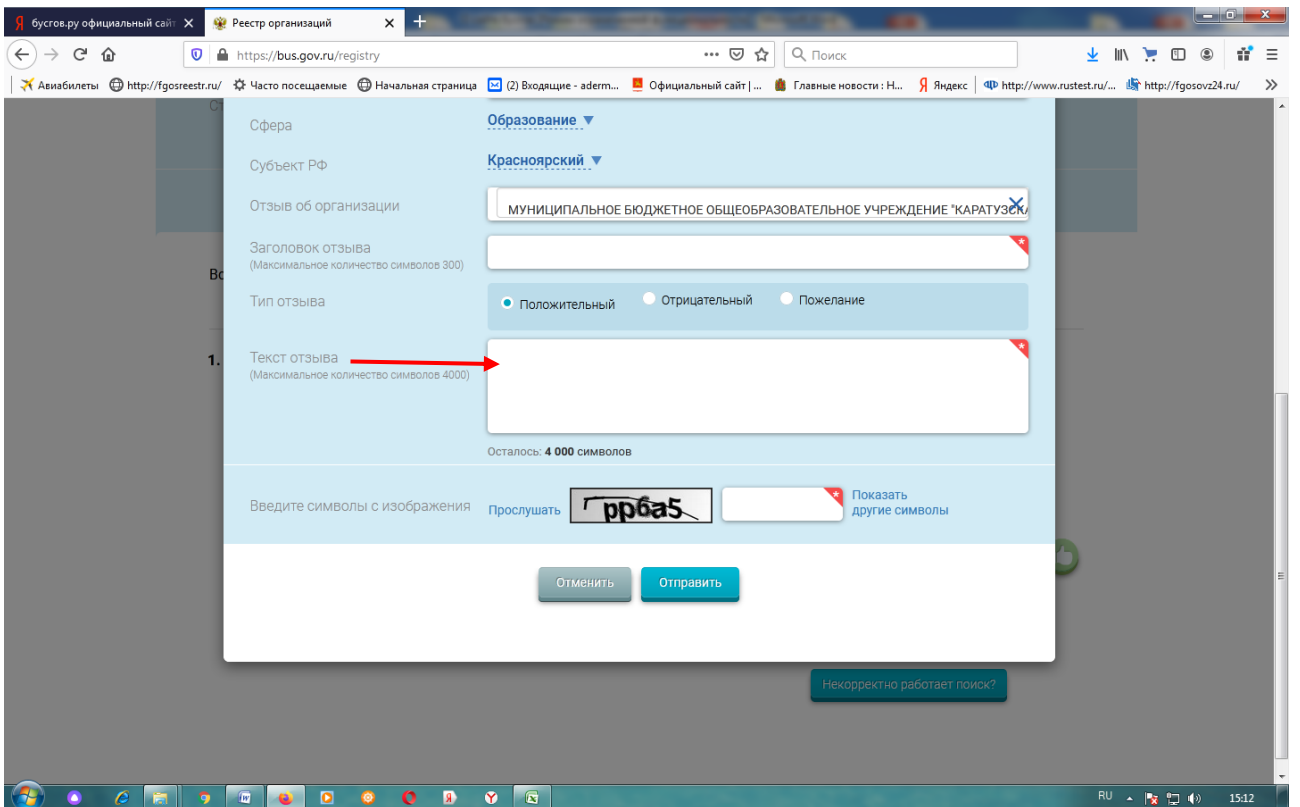 Я бусгов.ру официальный сайт
Реестр организаций
https://bus.gov.ru/registry
Поиск
Авиабилеты http://fgosreestr.ru/ Часто посещаемые Начальная страница (2) Входящие - aderm... Официальный сайт | ... Главные новости : Н... Яндекс http://www.rustest.ru/... http://fgosovz24.ru/
Сфера Образование
Субъект РФ Красноярский
Отзыв об организации МУНИЦИПАЛЬНОЕ БЮДЖЕТНОЕ ОБЩЕОБРАЗОВАТЕЛЬНОЕ УЧРЕЖДЕНИЕ "КАРАТУЗСКА
Заголовок отзыва
(Максимальное количество символов 300)
Вс
Тип отзыва Положительный Отрицательный Пожелание
1. Текст отзыва
(Максимальное количество символов 4000)
Осталось: 4 000 символов
Введите символы с изображения Прослушать pp6a5 Показать
другие символы
Отменить Отправить
Некорректно работает поиск?
RU 15:12